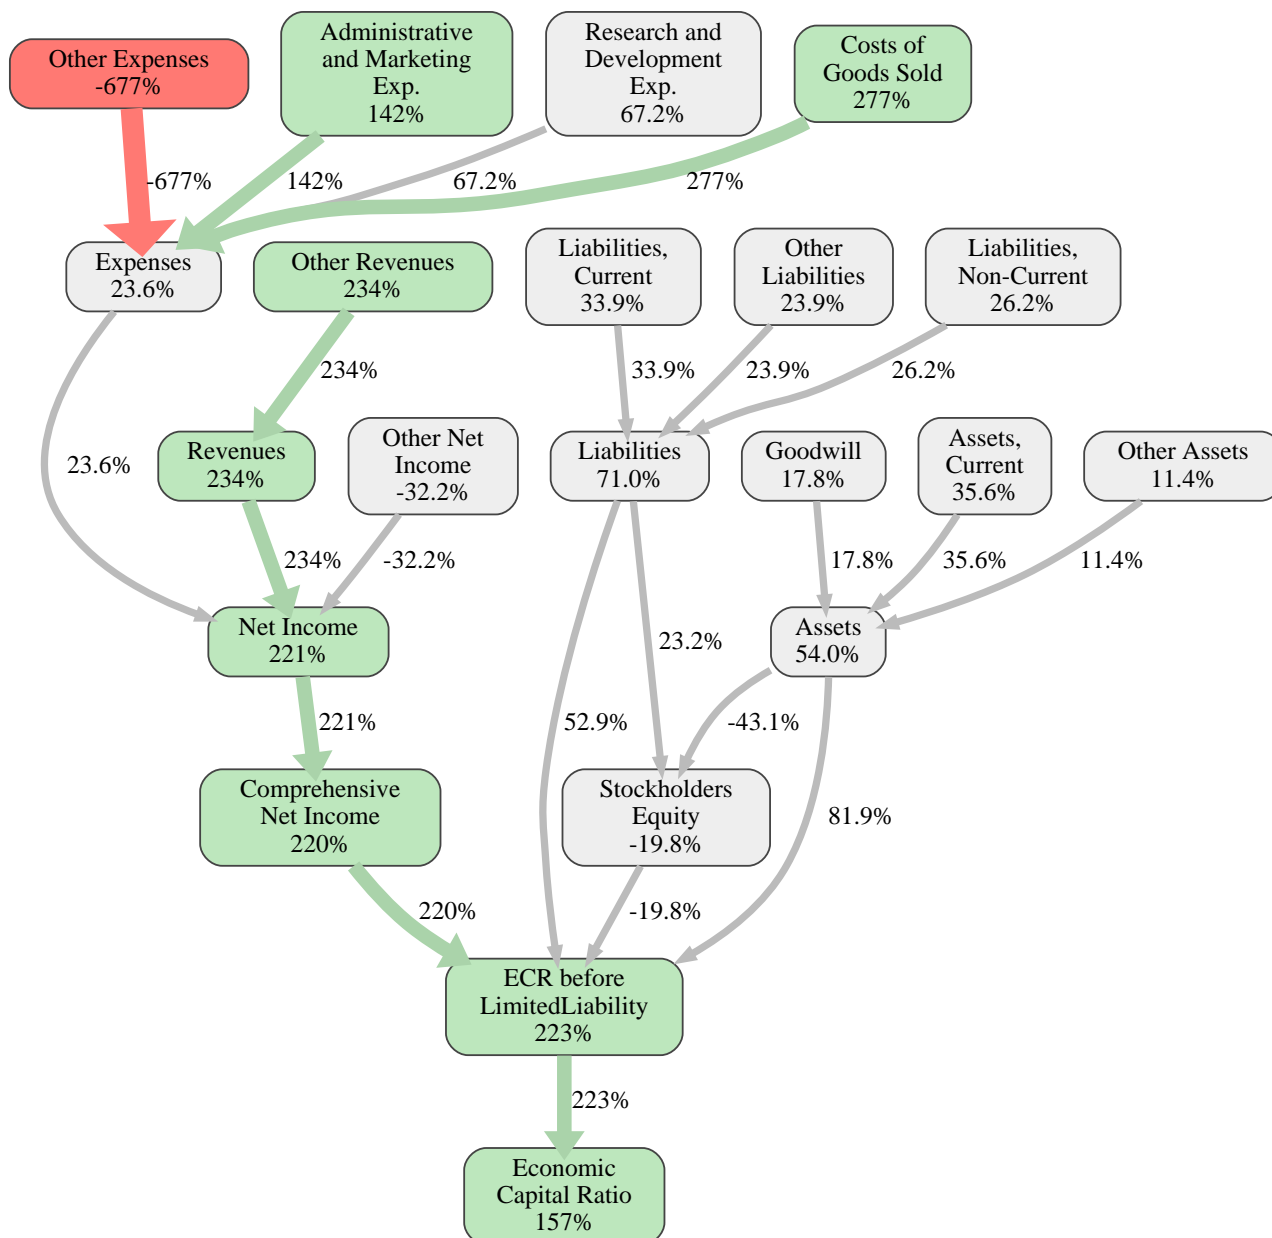 Other Expenses
-677%
Administrative
and Marketing
Exp.
142%
Research and
Development
Exp.
67.2%
Costs of
Goods Sold
277%
-677%
142%
67.2%
277%
Expenses
23.6%
Other Revenues
234%
Liabilities,
Current
33.9%
Other
Liabilities
23.9%
Liabilities,
Non-Current
26.2%
234%
33.9%
23.9%
26.2%
23.6%
Revenues
234%
Other Net
Income
-32.2%
Liabilities
71.0%
Goodwill
17.8%
Assets,
Current
35.6%
Other Assets
11.4%
234%
-32.2%
17.8%
35.6%
11.4%
Net Income
221%
23.2%
Assets
54.0%
221%
52.9%
-43.1%
Comprehensive
Net Income
220%
Stockholders
Equity
-19.8%
81.9%
220%
-19.8%
ECR before
LimitedLiability
223%
223%
Economic
Capital Ratio
157%